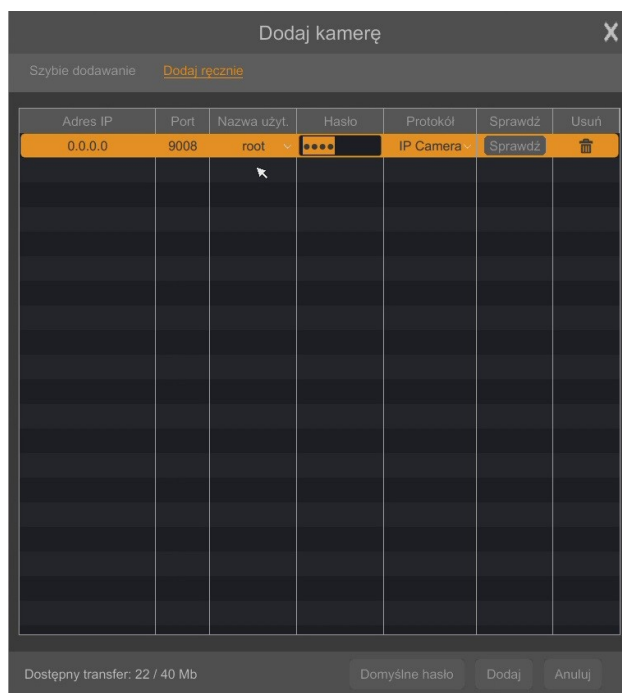 Dodaj kamerę X
Szybie dodawanie Dodaj ręcznie
Adres IP Port Nazwa użyt. Hasło Protokół Sprawdź Usuń
0.0.0.0 9008 root •••• IP Camera Sprawdź
Dostępny transfer: 22 / 40 Mb Domyślne hasło Dodaj Anuluj